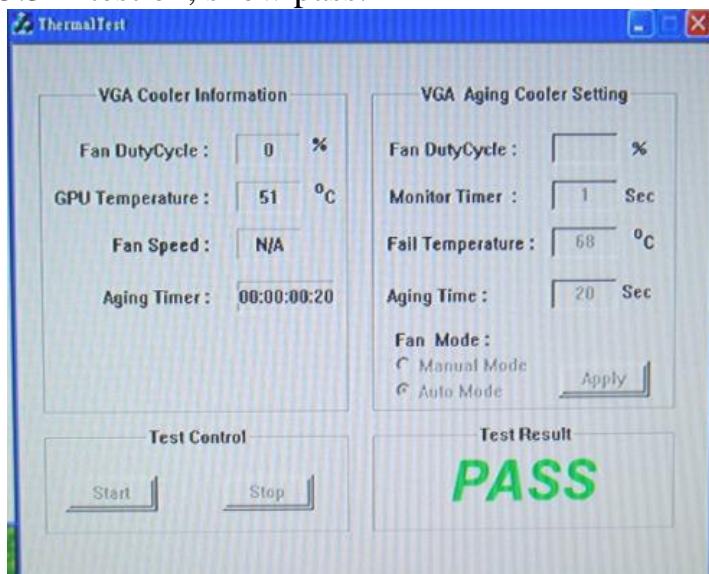 ThermalTest
VGA Cooler Information
Fan DutyCycle : 0 %
GPU Temperature : 51 °C
Fan Speed : N/A
Aging Timer : 00:00:00:20
VGA Aging Cooler Setting
Fan DutyCycle : %
Monitor Timer : 1 Sec
Fail Temperature : 68 °C
Aging Time : 20 Sec
Fan Mode :
Manual Mode
Auto Mode
Apply
Test Control
Start Stop
Test Result
PASS